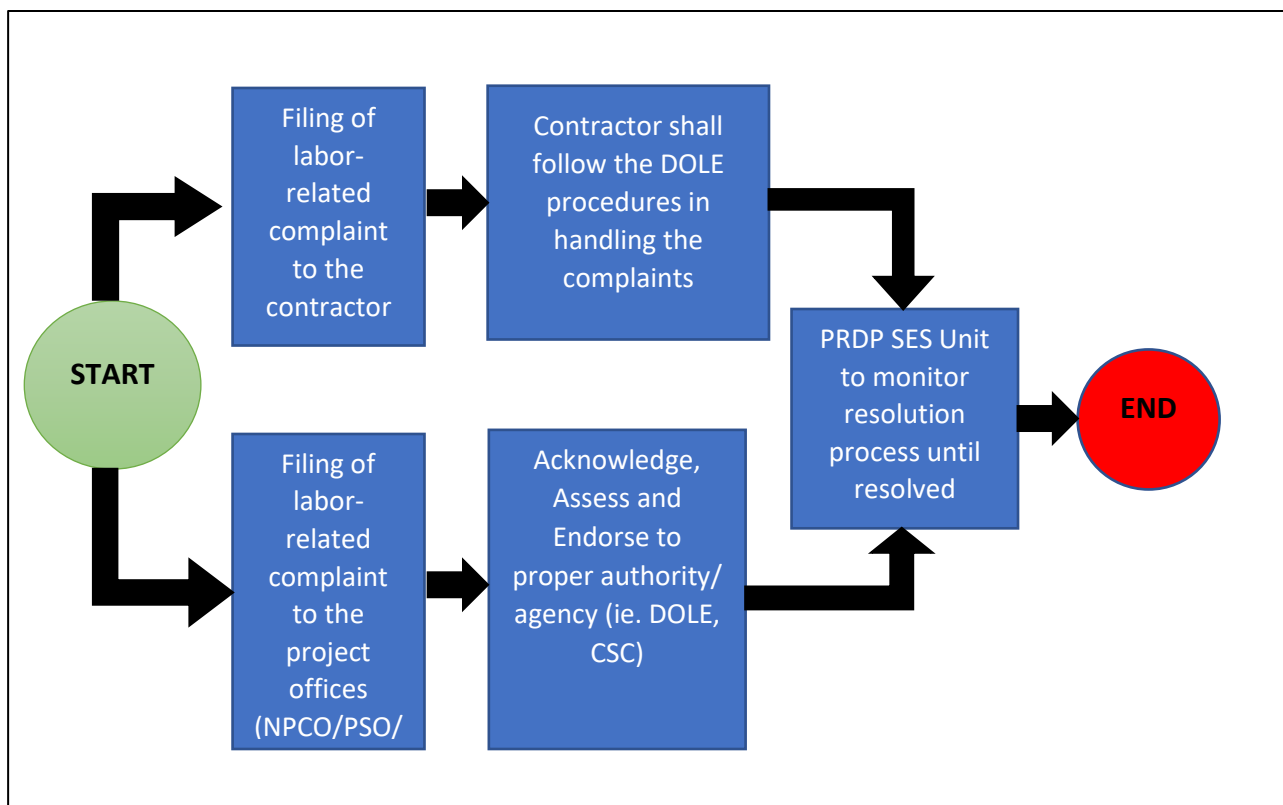 START
Filing of
labor-
related
complaint
to the
contractor
Contractor shall
follow the DOLE
procedures in
handling the
complaints
Filing of
labor-
related
complaint
to the
project
offices
(NPCO/PSO/
Acknowledge,
Assess and
Endorse to
proper authority/
agency (ie. DOLE,
CSC)
PRDP SES Unit
to monitor
resolution
process until
resolved
END